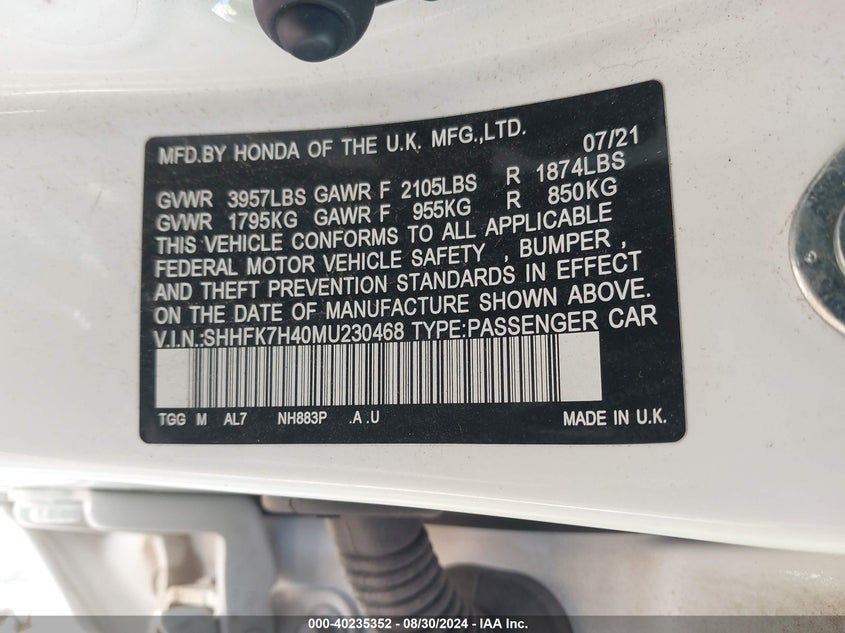 MFD.BY HONDA OF THE U.K. MFG.,LTD. 07/21
GVWR 3957LBS GAWR F 2105LBS R 1874LBS
GVWR 1795KG GAWR F 955KG R 850KG
THIS VEHICLE CONFORMS TO ALL APPLICABLE
FEDERAL MOTOR VEHICLE SAFETY , BUMPER ,
AND THEFT PREVENTION STANDARDS IN EFFECT
ON THE DATE OF MANUFACTURE SHOWN ABOVE.
V.I.N.:SHHFK7H40MU230468 TYPE:PASSENGER CAR
TGG M AL7 NH883P .A .U MADE IN U.K.
000-40235352 - 08/30/2024 - IAA Inc.